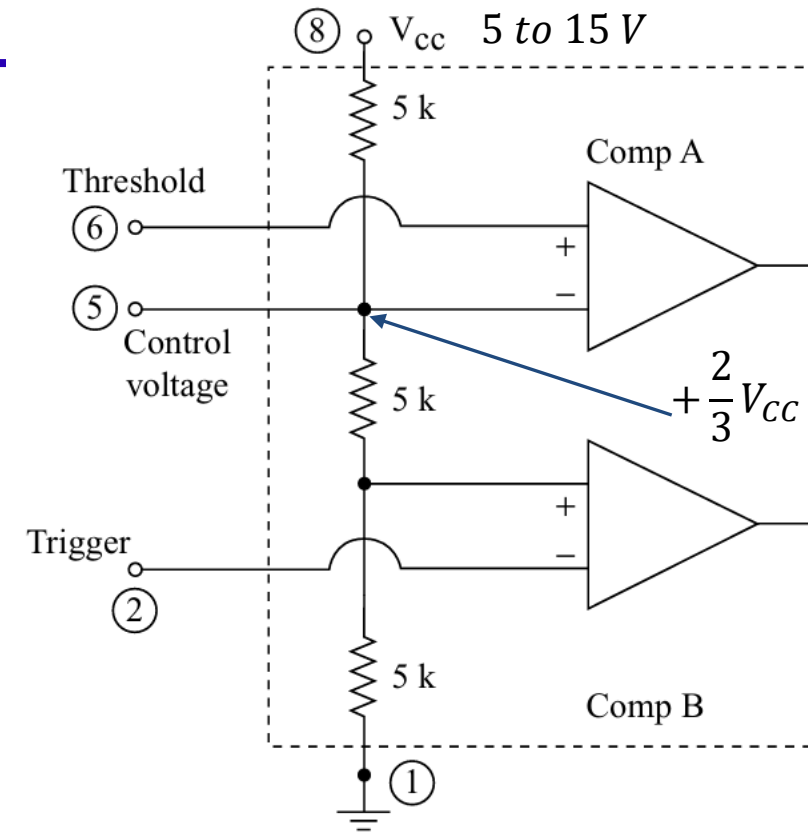 ⑧ Vcc 5 to 15 V
5 k
Comp A
Threshold
⑥
+
⑤
−
Control
voltage
+ 2/3 V_CC
5 k
+
Trigger
−
②
5 k
Comp B
①